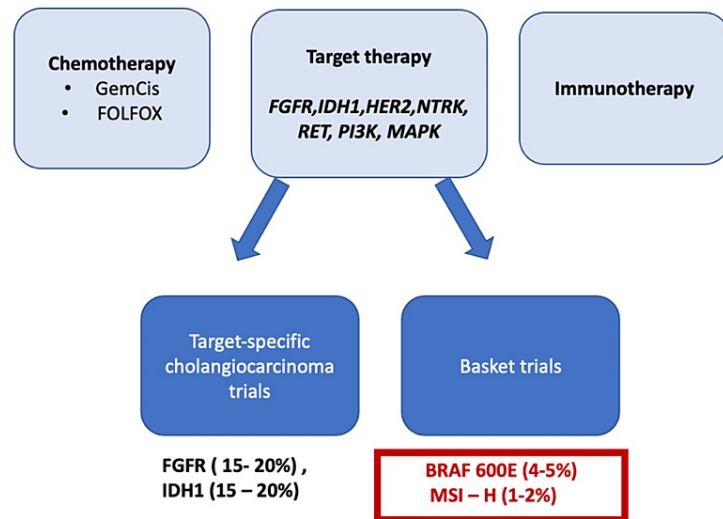 Chemotherapy
• GemCis
• FOLFOX
Target therapy
FGFR,IDH1,HER2,NTRK,
RET, PI3K, MAPK
Immunotherapy
Target-specific
cholangiocarcinoma
trials
Basket trials
FGFR ( 15- 20%) ,
IDH1 (15 – 20%)
BRAF 600E (4-5%)
MSI – H (1-2%)